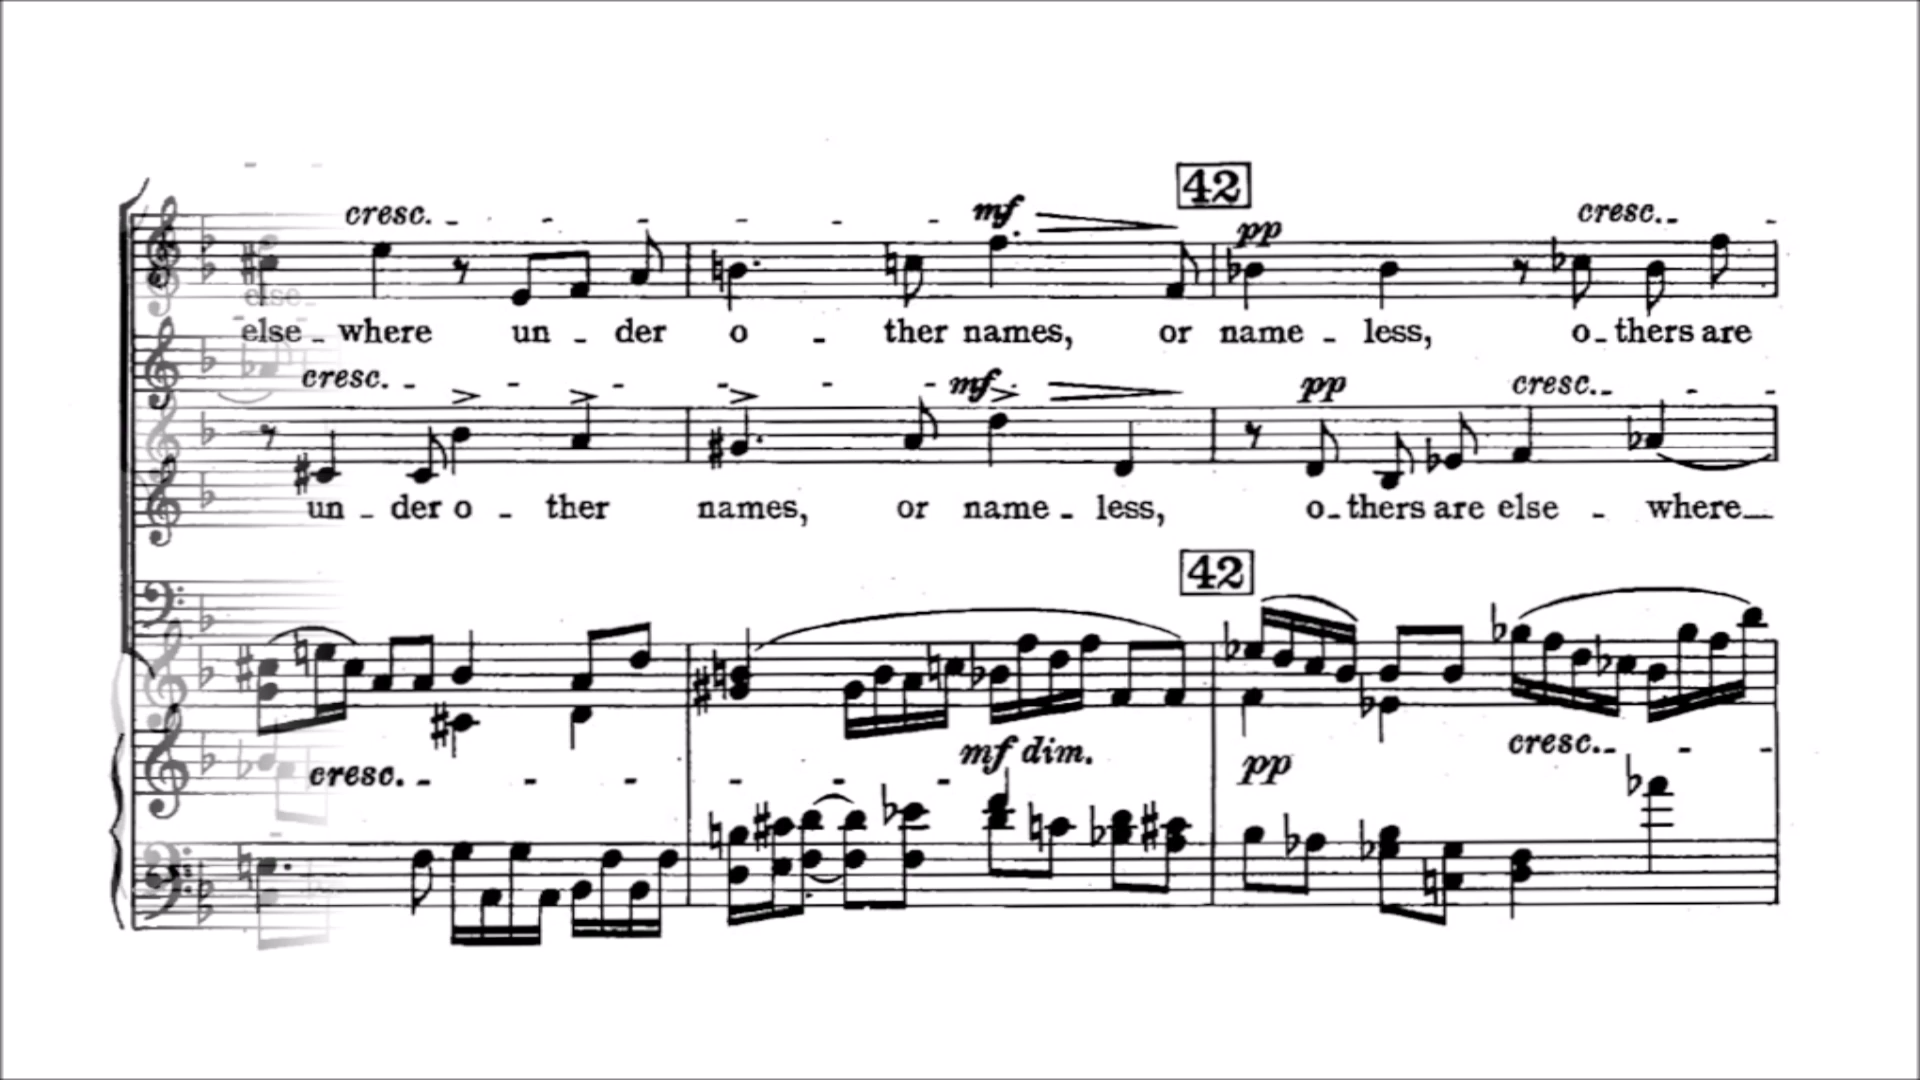 42
cresc. - - - - - - mf
pp cresc.. -
else - where un - der o - ther names, or name - less, o - thers are
cresc. - - - - - - mf pp cresc.. - -
un - der o - ther names, or name - less, o - thers are else - where
42
mf dim. cresc.. - -
cresc. - - - - - - pp